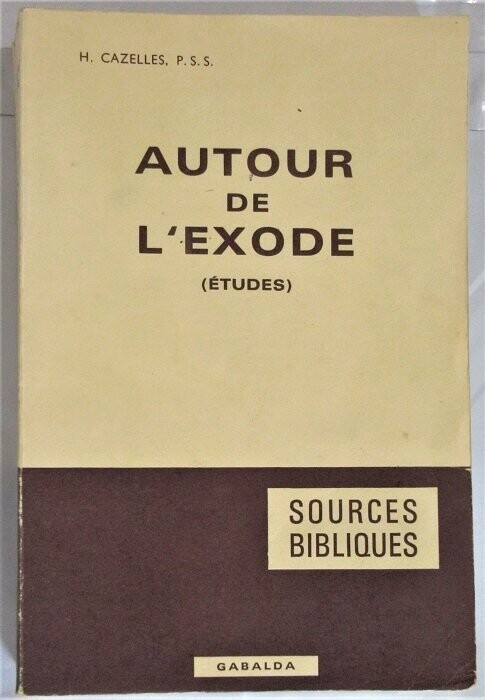 H. CAZELLES, P.S.S.
AUTOUR
DE
L'EXODE
(ÉTUDES)
SOURCES
BIBLIQUES
GABALDA